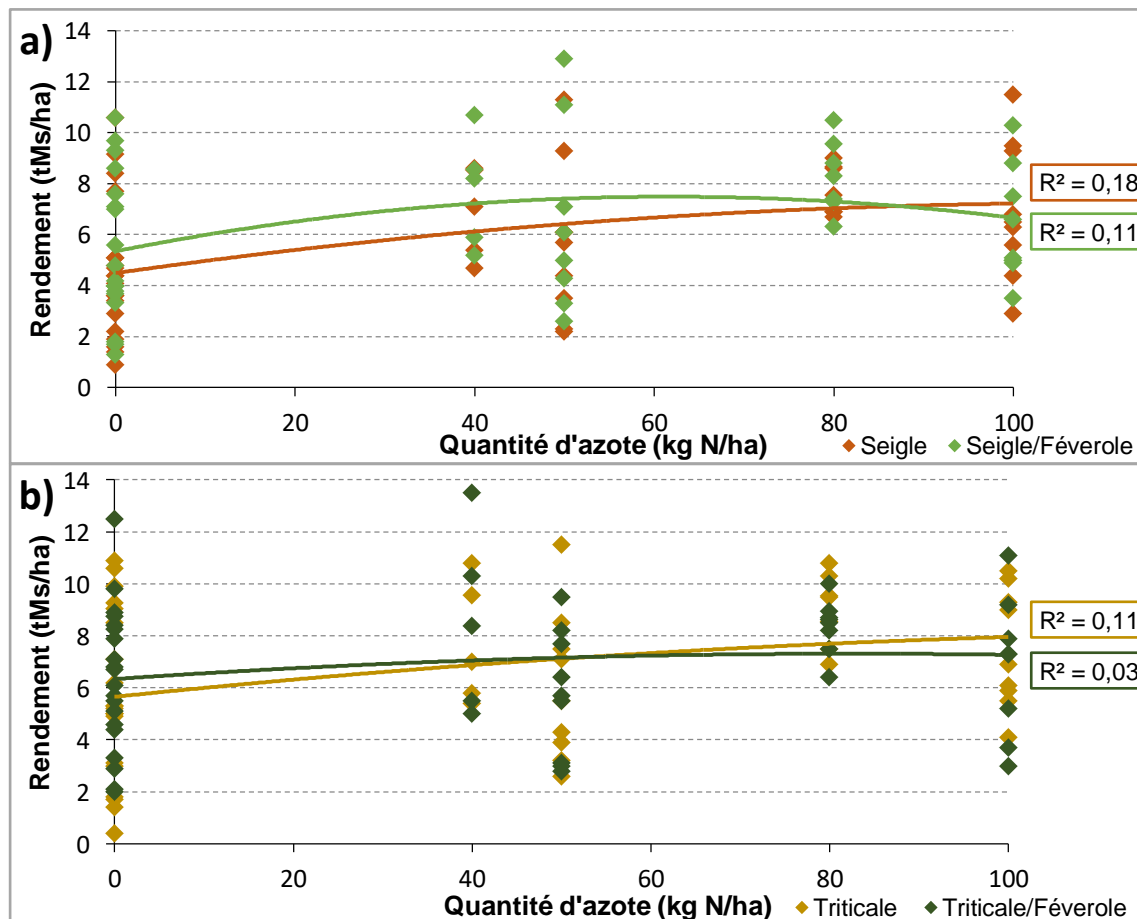 a)
Rendement (tMs/ha)
14
12
10
8
6
4
2
0
R² = 0,18
R² = 0,11
0 20 40 60 80 100
Quantité d'azote (kg N/ha)
Seigle Seigle/Féverole
b)
Rendement (tMs/ha)
14
12
10
8
6
4
2
0
R² = 0,11
R² = 0,03
0 20 40 60 80 100
Quantité d'azote (kg N/ha)
Triticale Triticale/Féverole